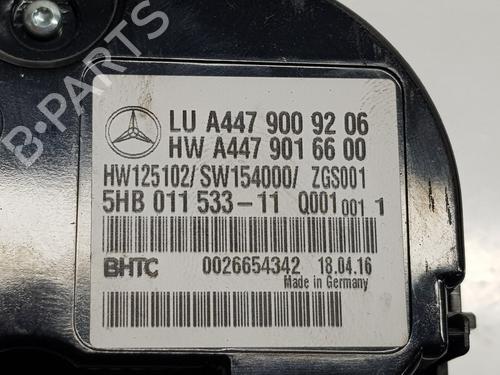 B-PARTS
LU A447 900 92 06
HW A447 901 66 00
HW125102/ SW154000/ ZGS001
5HB 011 533-11 Q001 001 1
BHTC 0026654342 18.04.16
Made in Germany